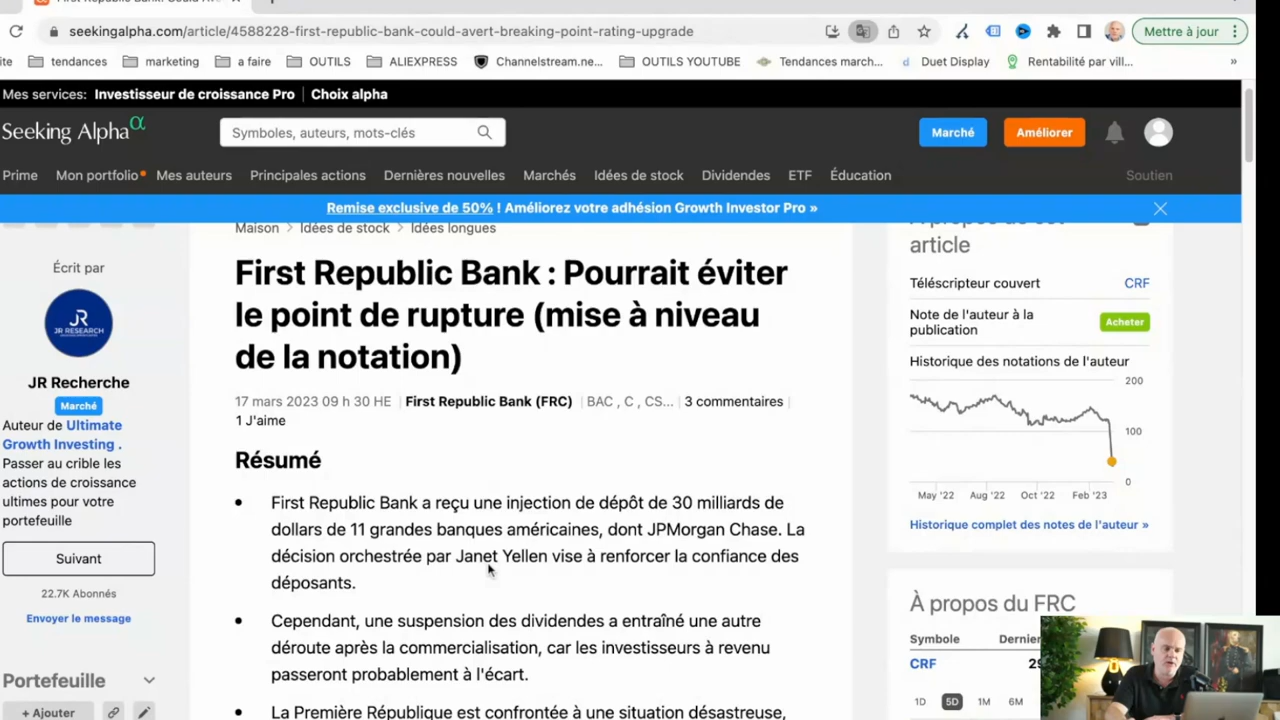 seekingalpha.com/article/4588228-first-republic-bank-could-avert-breaking-point-rating-upgrade
Mettre à jour
ite
tendances
marketing
a faire
OUTILS
ALIEXPRESS
Channelstream.ne...
OUTILS YOUTUBE
Tendances march...
Duet Display
Rentabilité par vill...
»
Mes services: Investisseur de croissance Pro | Choix alpha
Seeking Alpha α
Symboles, auteurs, mots-clés
Marché
Améliorer
Prime
Mon portfolio
Mes auteurs
Principales actions
Dernières nouvelles
Marchés
Idées de stock
Dividendes
ETF
Éducation
Soutien
Remise exclusive de 50% ! Améliorez votre adhésion Growth Investor Pro »
Maison > Idées de stock > Idées longues
Écrit par
JR
JR RESEARCH
JR Recherche
Marché
Auteur de Ultimate
Growth Investing .
Passer au crible les
actions de croissance
ultimes pour votre
portefeuille
Suivant
22.7K Abonnés
Envoyer le message
Portefeuille
+ Ajouter
First Republic Bank : Pourrait éviter
le point de rupture (mise à niveau
de la notation)
17 mars 2023 09 h 30 HE | First Republic Bank (FRC) | BAC , C , CS... | 3 commentaires |
1 J'aime
Résumé
• First Republic Bank a reçu une injection de dépôt de 30 milliards de
dollars de 11 grandes banques américaines, dont JPMorgan Chase. La
décision orchestrée par Janet Yellen vise à renforcer la confiance des
déposants.
• Cependant, une suspension des dividendes a entraîné une autre
déroute après la commercialisation, car les investisseurs à revenu
passeront probablement à l'écart.
• La Première République est confrontée à une situation désastreuse,
article
Téléscripteur couvert
CRF
Note de l'auteur à la
publication
Acheter
Historique des notations de l'auteur
200
100
0
May '22
Aug '22
Oct '22
Feb '23
Historique complet des notes de l'auteur »
À propos du FRC
Symbole
CRF
1D
5D
1M
6M